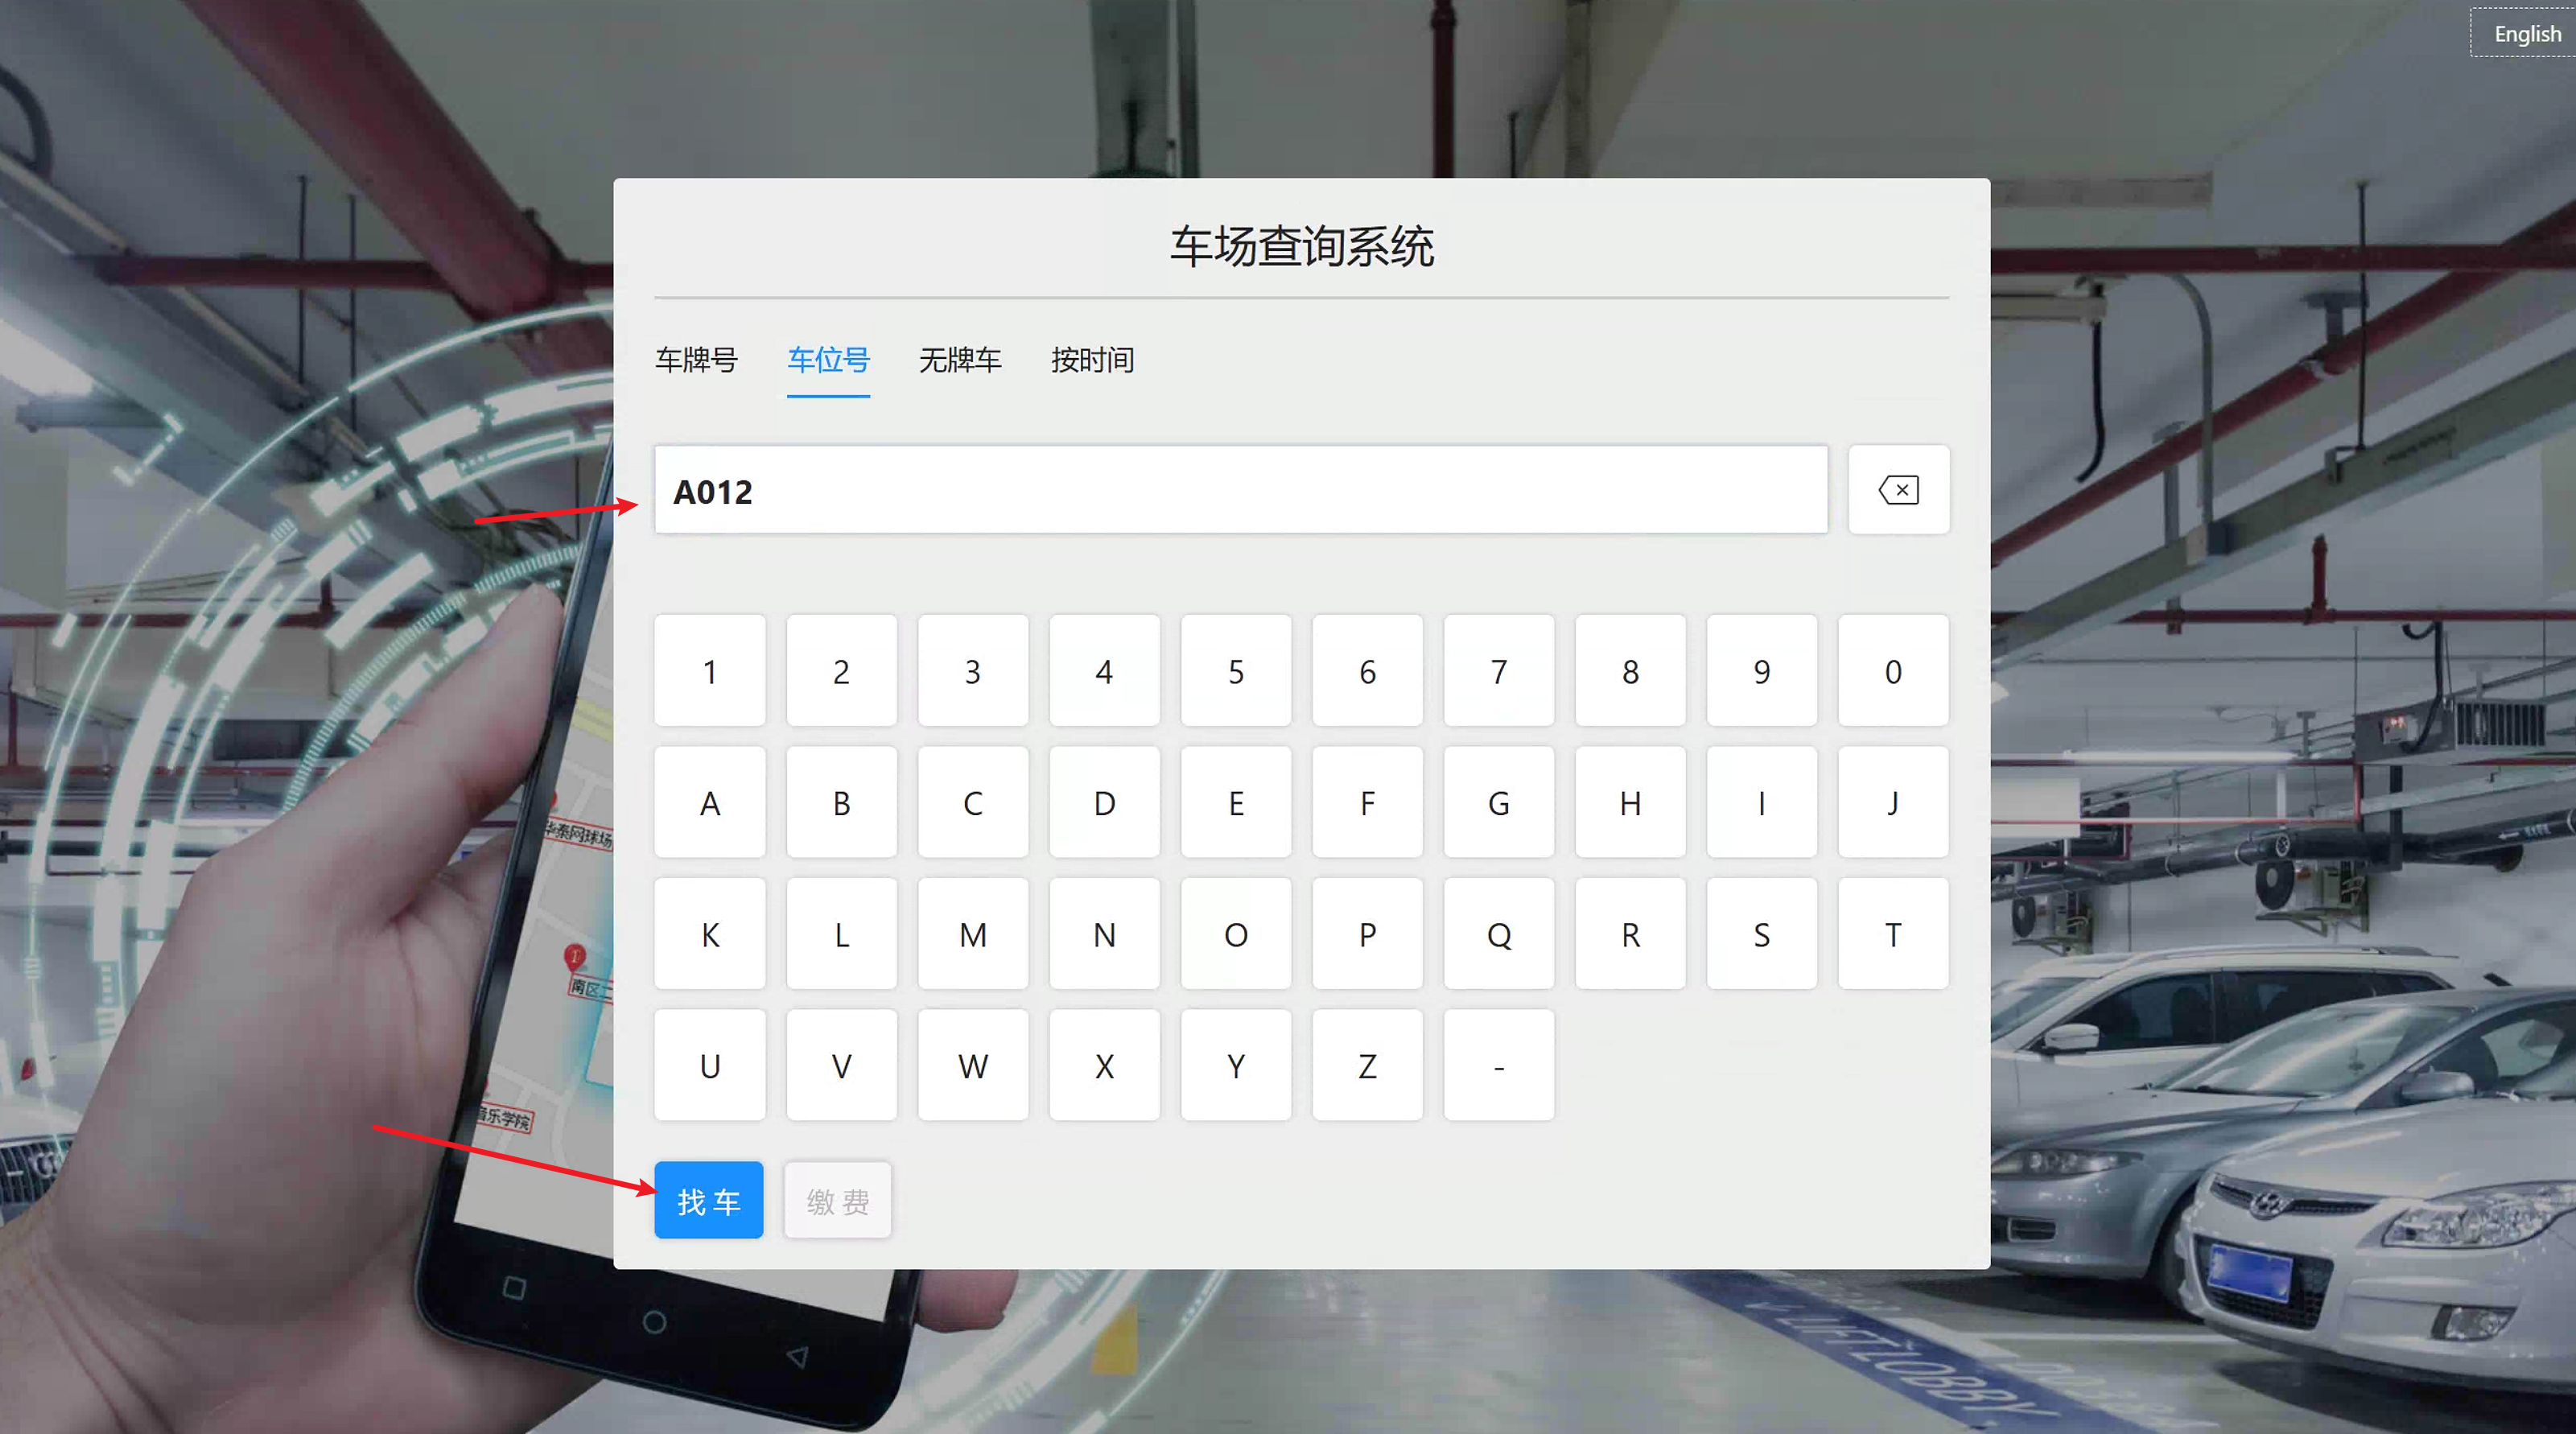 English
车场查询系统
车牌号 车位号 无牌车 按时间
A012
1 2 3 4 5 6 7 8 9 0
A B C D E F G H I J
华泰网球场
K L M N O P Q R S T
南区二
U V W X Y Z -
音乐学院
找车 缴费
LIFT LOBBY